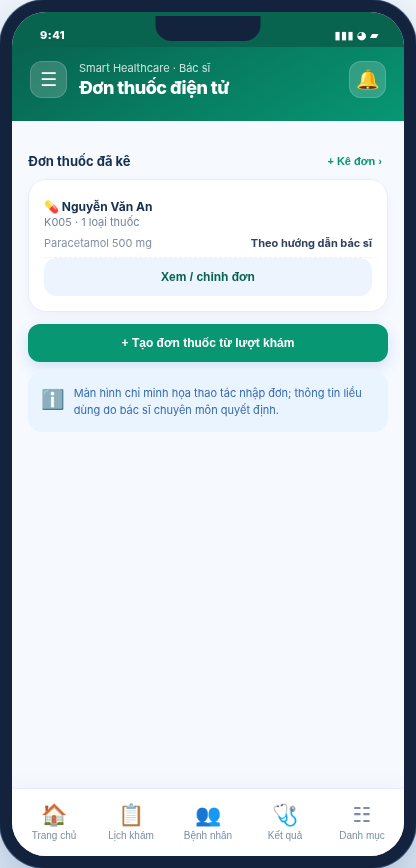 9:41
Smart Healthcare · Bác sĩ
Đơn thuốc điện tử
Đơn thuốc đã kê
+ Kê đơn ›
Nguyễn Văn An
K005 · 1 loại thuốc
Paracetamol 500 mg
Theo hướng dẫn bác sĩ
Xem / chỉnh đơn
+ Tạo đơn thuốc từ lượt khám
Màn hình chỉ minh họa thao tác nhập đơn; thông tin liều
dùng do bác sĩ chuyên môn quyết định.
Trang chủ
Lịch khám
Bệnh nhân
Kết quả
Danh mục